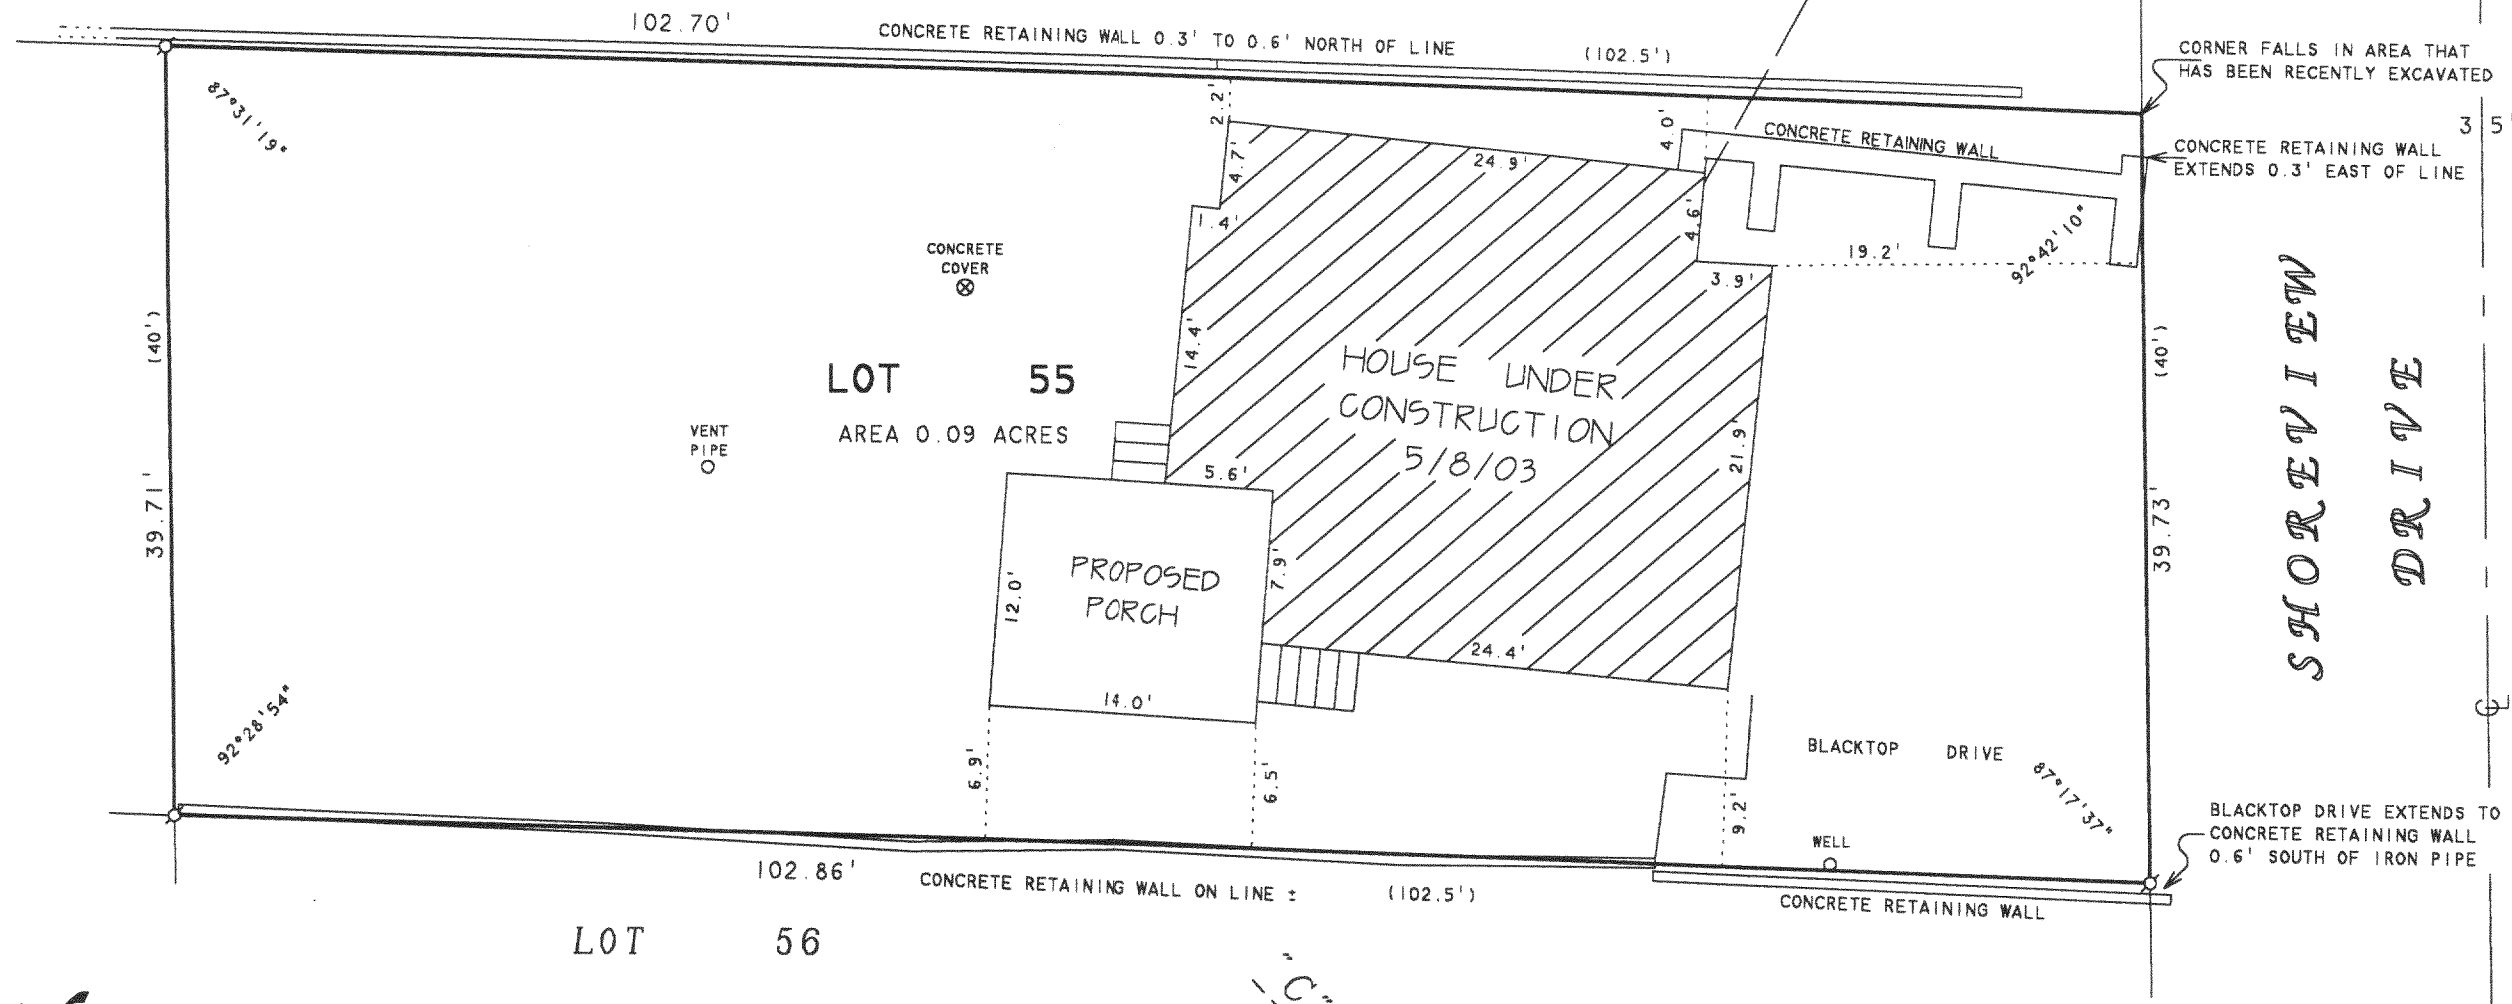 102.70'
CONCRETE RETAINING WALL 0.3' TO 0.6' NORTH OF LINE
(102.5')
CORNER FALLS IN AREA THAT
HAS BEEN RECENTLY EXCAVATED
87°31'19"
2.2'
4.0'
CONCRETE RETAINING WALL
35'
CONCRETE RETAINING WALL
EXTENDS 0.3' EAST OF LINE
4.7'
24.9'
1.4'
4.6'
19.2'
92°42'10"
3.9'
CONCRETE
COVER
(40')
14.4'
HOUSE UNDER
CONSTRUCTION
5/8/03
(40')
SHOREVIEW
DRIVE
LOT 55
AREA 0.09 ACRES
VENT
PIPE
5.6'
21.9'
39.71'
39.73'
12.0'
PROPOSED
PORCH
7.9'
24.4'
14.0'
92°28'54"
6.9'
6.5'
9.2'
BLACKTOP DRIVE
87°17'37"
CL
WELL
BLACKTOP DRIVE EXTENDS TO
CONCRETE RETAINING WALL
0.6' SOUTH OF IRON PIPE
102.86'
CONCRETE RETAINING WALL ON LINE ±
(102.5')
CONCRETE RETAINING WALL
LOT 56
"C"